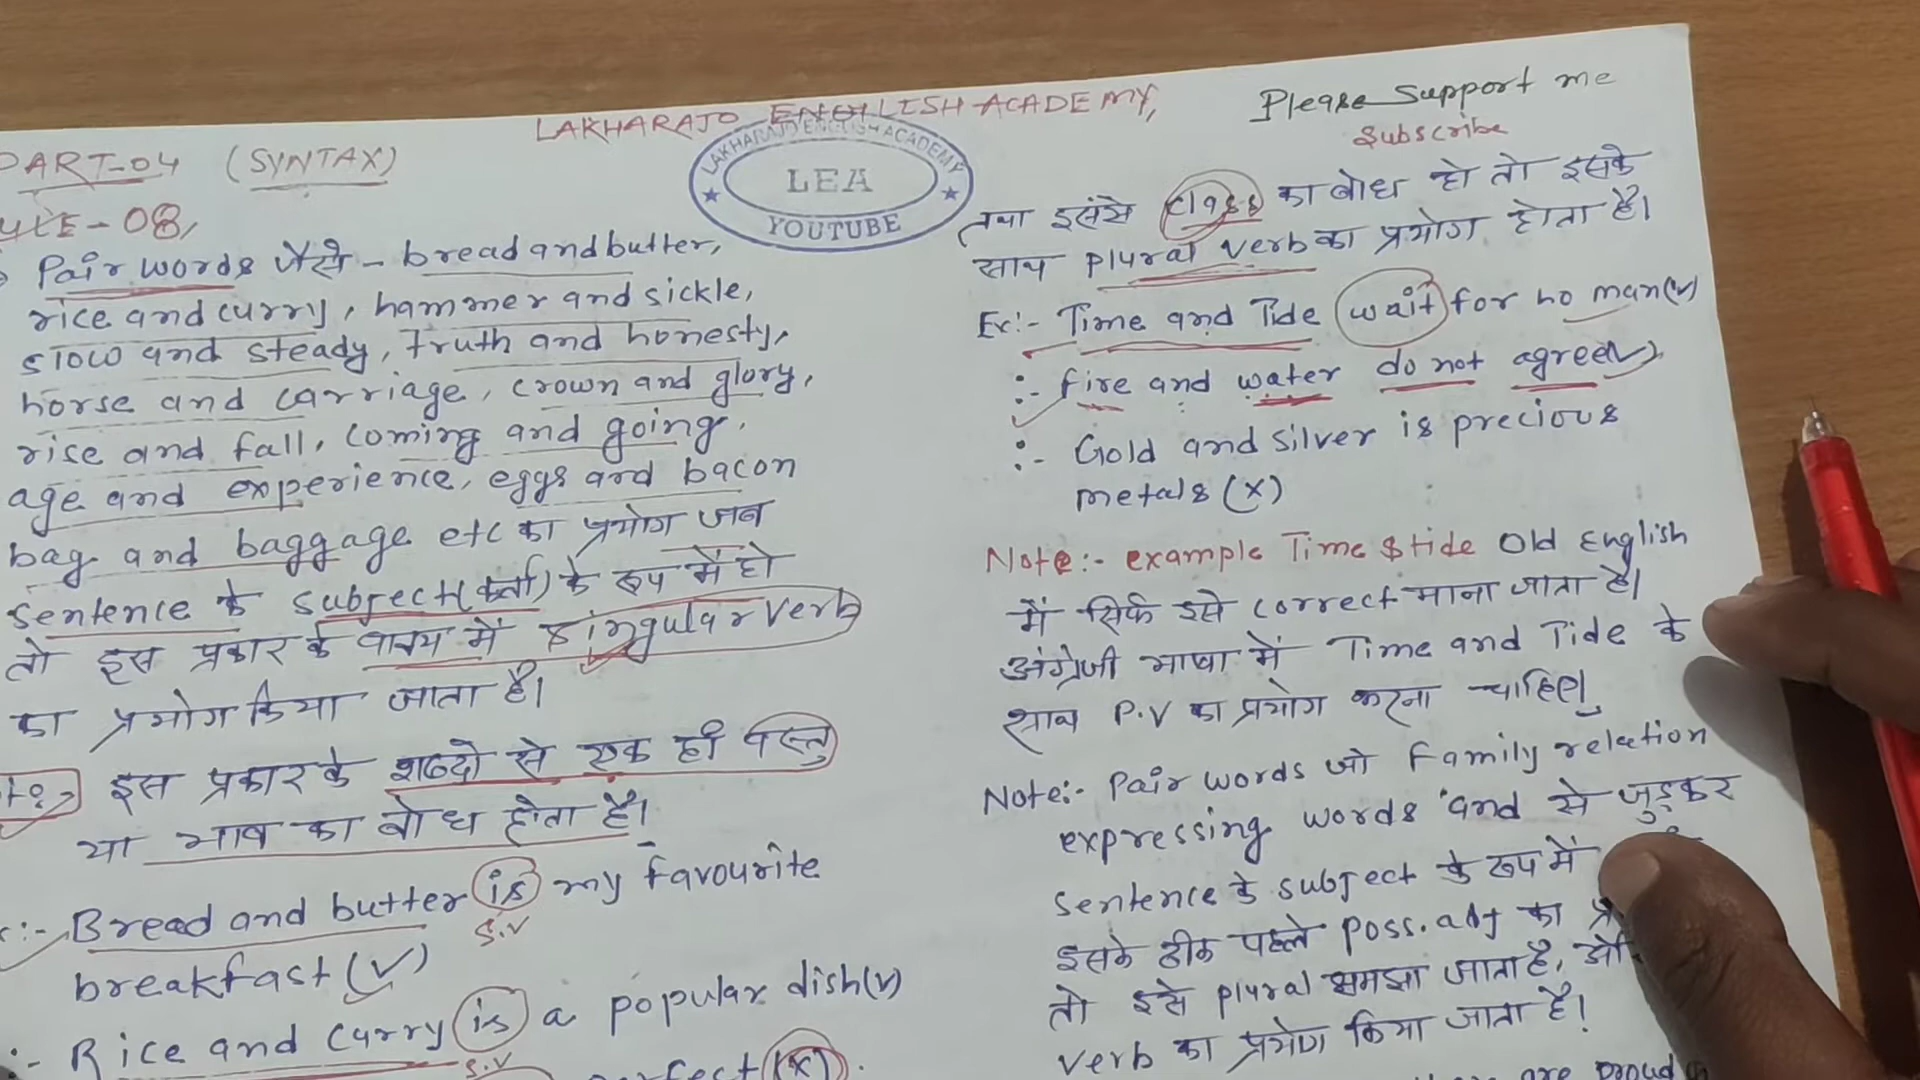 LAKHARAJO ENGLISH ACADEMY,
Please Support me
Subscribe
PART-04 (SYNTAX)
LAKHARAJO ENGLISH ACADEMY
LEA
YOUTUBE
RULE-08,
Pair words जैसे - bread and butter,
rice and curry, hammer and sickle,
slow and steady, truth and honesty,
horse and carriage, crown and glory,
rise and fall, coming and going,
age and experience, eggs and bacon
bag and baggage etc का प्रयोग जब
sentence के subject (कर्ता) के रूप में हो
तो इस प्रकार के वाक्य में singular verb
का प्रयोग किया जाता है।
इस प्रकार के शब्दों से एक ही वस्तु
या भाव का बोध होता है।
:- Bread and butter is my favourite
S.V
breakfast (✓)
:- Rice and curry is a popular dish (✓)
S.V
perfect (x).
तथा इससे class का बोध हो तो इसके
साथ plural verb का प्रयोग होता है।
Ex:- Time and Tide wait for no man (✓)
:- fire and water do not agree (✓)
:- Gold and silver is precious
metals (x)
Note:- example Time & tide Old English
में सिर्फ इसे correct माना जाता है।
अंग्रेजी भाषा में Time and Tide के
साथ P.V का प्रयोग करना चाहिए।
Note:- Pair words जो Family relation
expressing words 'and से जुड़कर
sentence के subject के रूप में
इसके ठीक पहले poss. adj का
तो इसे plural समझा जाता है,
verb का प्रयोग किया जाता है!
are proud